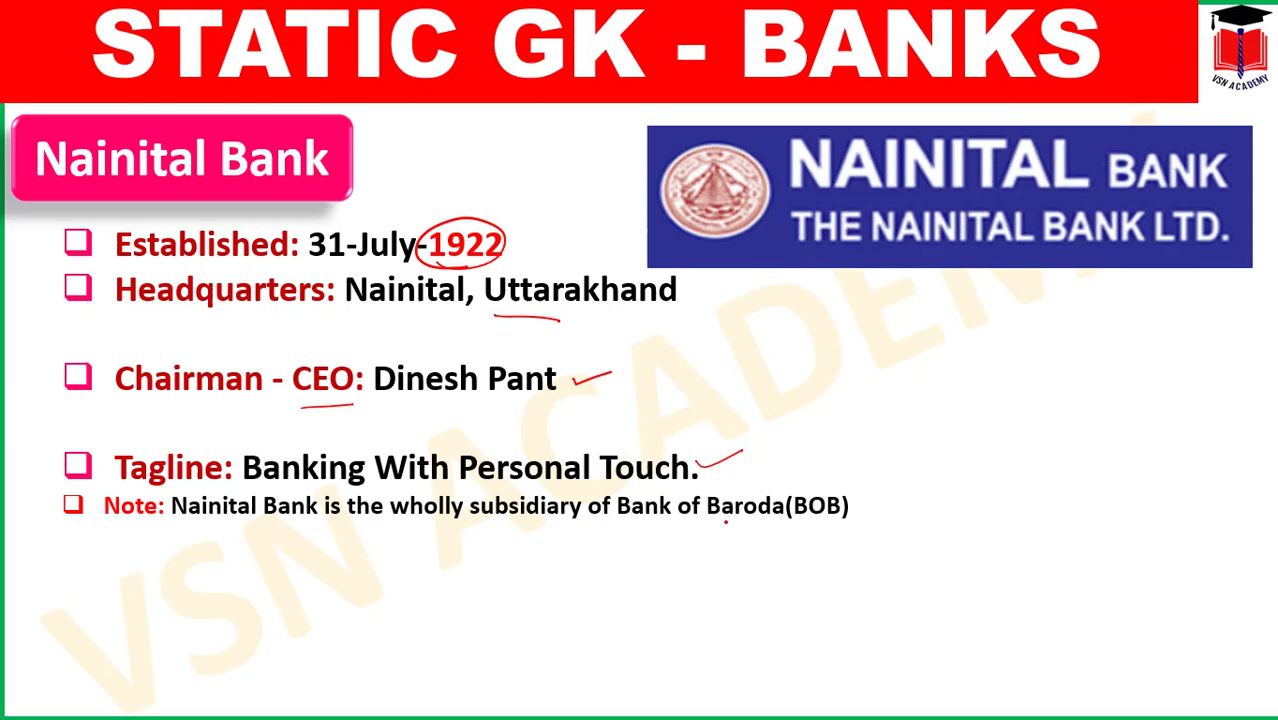 STATIC GK - BANKS
VSN ACADEMY
Nainital Bank
NAINITAL BANK
THE NAINITAL BANK LTD.
Established: 31-July-1922
Headquarters: Nainital, Uttarakhand
Chairman - CEO: Dinesh Pant
Tagline: Banking With Personal Touch.
Note: Nainital Bank is the wholly subsidiary of Bank of Baroda(BOB)
VSN ACADEMY